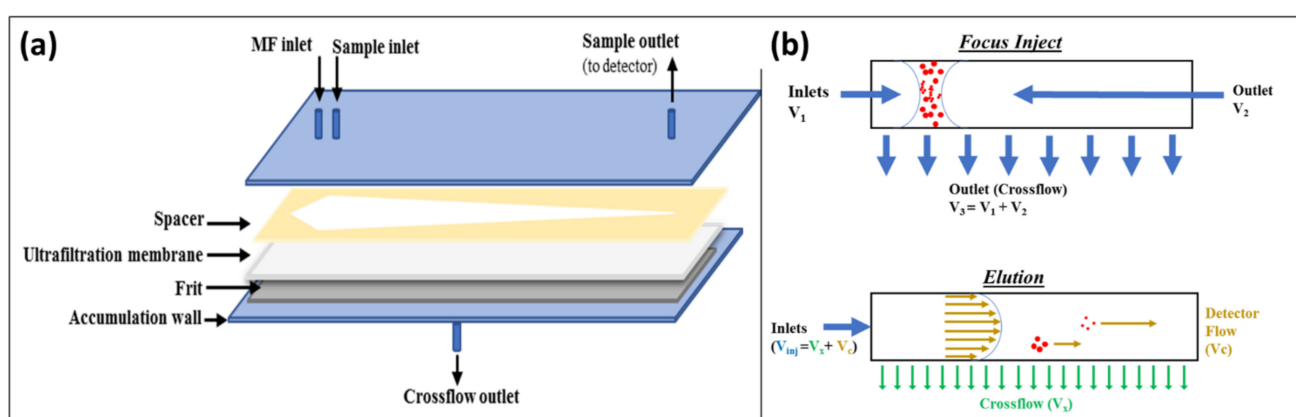 (a)
MF inlet
Sample inlet
Sample outlet
(to detector)
Spacer
Ultrafiltration membrane
Frit
Accumulation wall
Crossflow outlet
(b)
Focus Inject
Inlets
V₁
Outlet
V₂
Outlet (Crossflow)
V₃ = V₁ + V₂
Elution
Inlets
(Vᵢₙⱼ=Vₓ+ V꜀)
Detector
Flow
(Vc)
Crossflow (Vₓ)